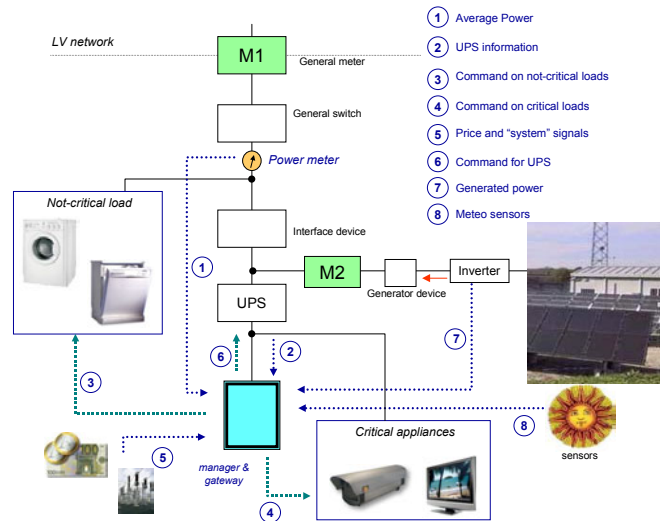 LV network
M1
General meter
General switch
Power meter
Not-critical load
Interface device
M2
Generator device
Inverter
UPS
1
2
3
4
5
6
7
8
manager &
gateway
Critical appliances
sensors
100
1 Average Power
2 UPS information
3 Command on not-critical loads
4 Command on critical loads
5 Price and “system” signals
6 Command for UPS
7 Generated power
8 Meteo sensors